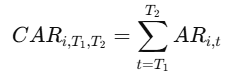 $CAR_{i,T_1,T_2} = \sum_{t=T_1}^{T_2} AR_{i,t}$